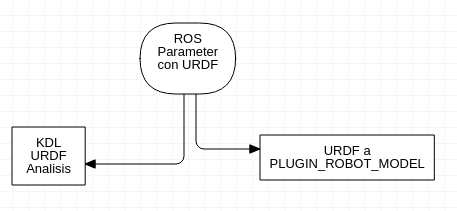 ROS
Parameter
con URDF
KDL
URDF
Analisis
URDF a
PLUGIN_ROBOT_MODEL